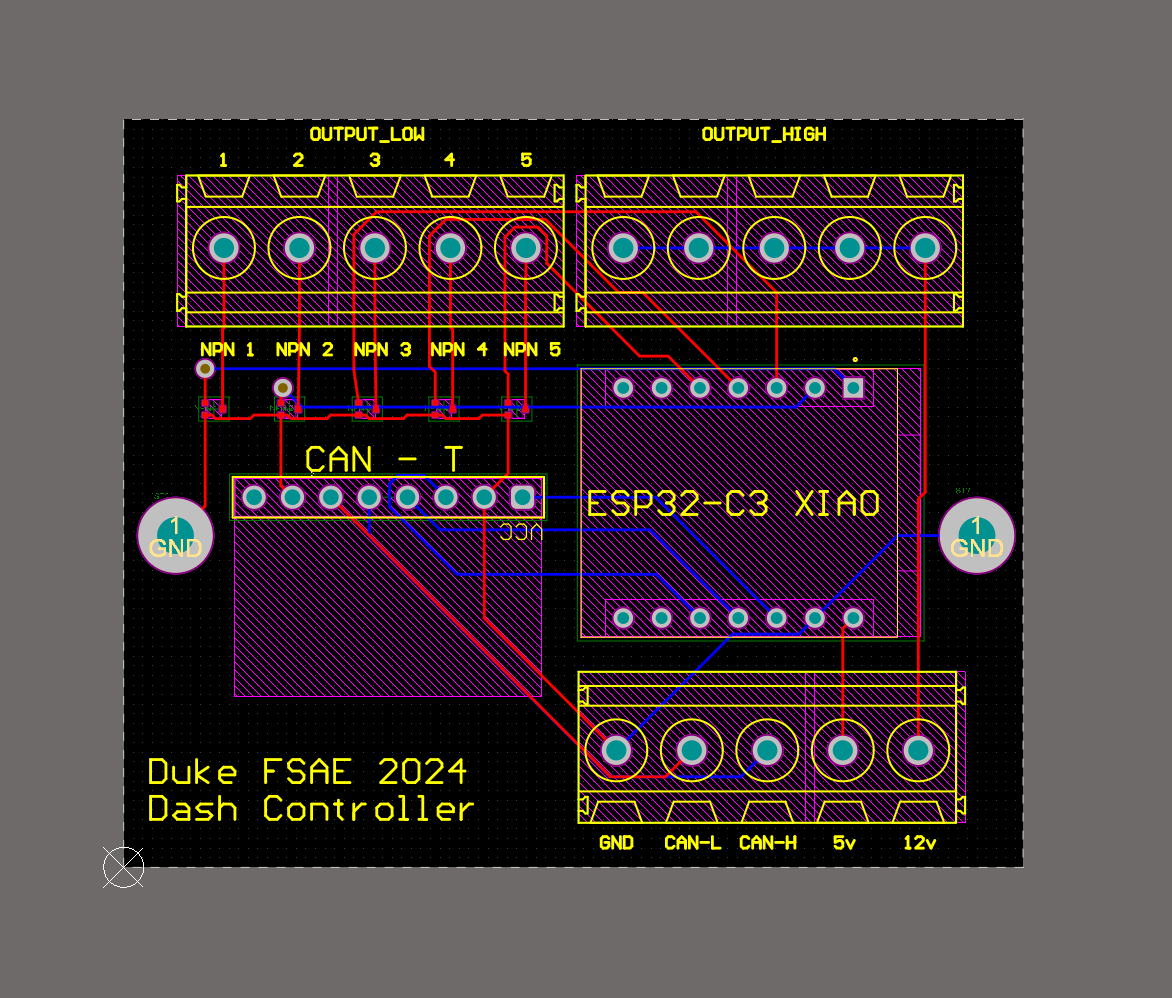 OUTPUT_LOW
OUTPUT_HIGH
1 2 3 4 5
NPN 1 NPN 2 NPN 3 NPN 4 NPN 5
CAN - T
ESP32-C3 XIAO
VCC
1
GND
1
GND
Duke FSAE 2024
Dash Controller
GND CAN-L CAN-H 5v 12v